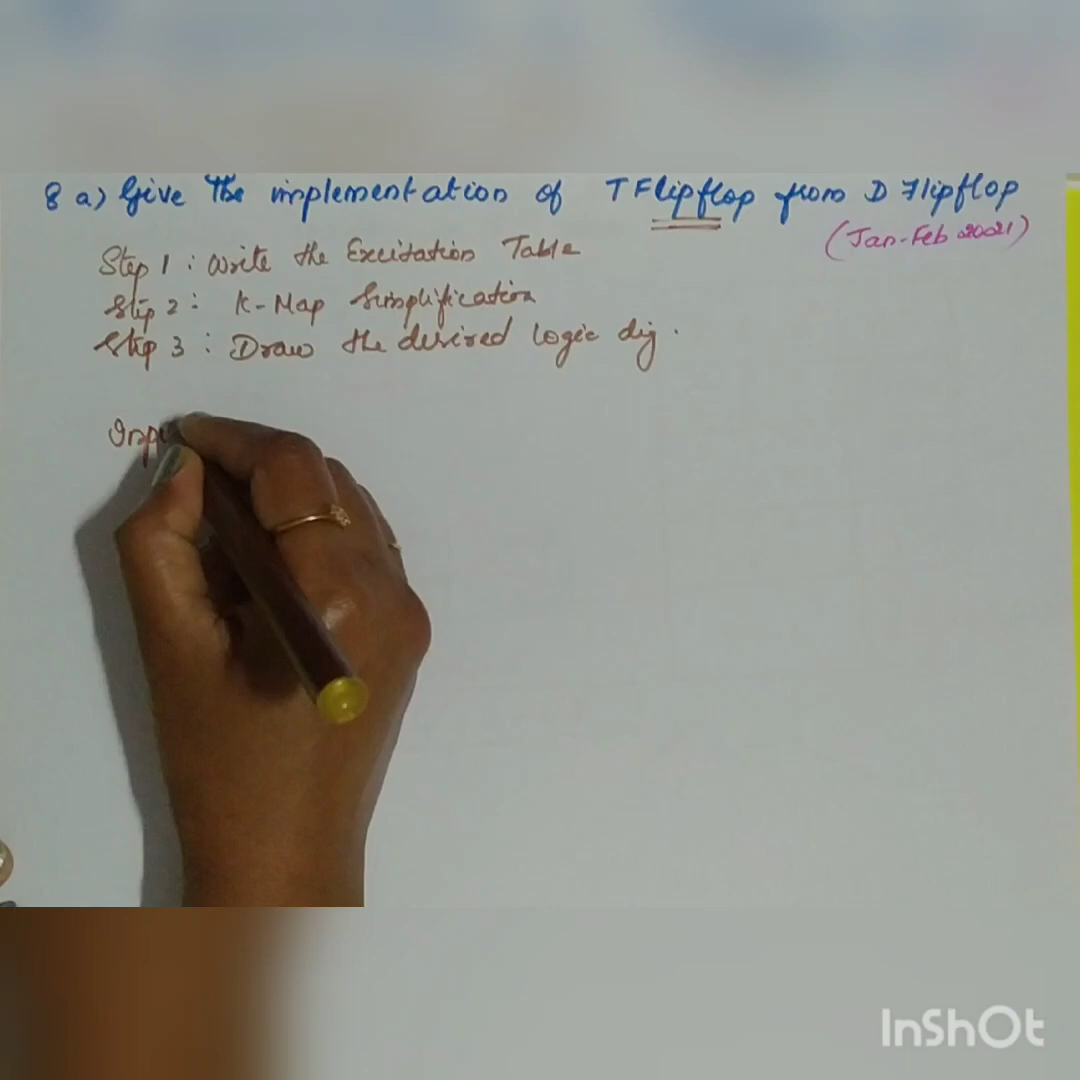 8 a) Give the implementation of T Flipflop from D Flipflop
(Jan-Feb 2021)
Step 1 : Write the Excitation Table
Step 2 : K-Map Simplification
Step 3 : Draw the desired logic dig.
Inpu
InShOt